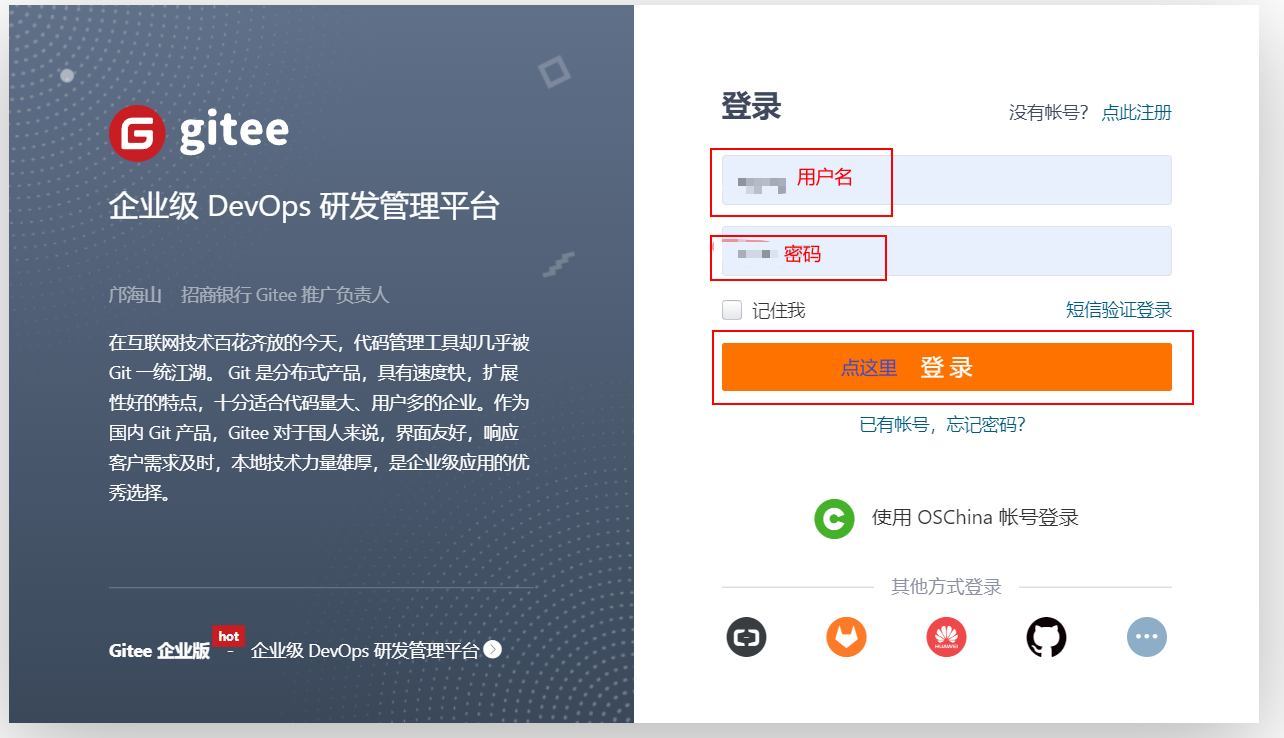 gitee
企业级 DevOps 研发管理平台
邝海山 招商银行 Gitee 推广负责人
在互联网技术百花齐放的今天，代码管理工具却几乎被
Git 一统江湖。 Git 是分布式产品，具有速度快，扩展
性好的特点，十分适合代码量大、用户多的企业。作为
国内 Git 产品，Gitee 对于国人来说，界面友好，响应
客户需求及时，本地技术力量雄厚，是企业级应用的优
秀选择。
Gitee 企业版 hot - 企业级 DevOps 研发管理平台
登录
没有帐号？ 点此注册
用户名
密码
记住我 短信验证登录
点这里 登 录
已有帐号，忘记密码？
使用 OSChina 帐号登录
其他方式登录
HUAWEI